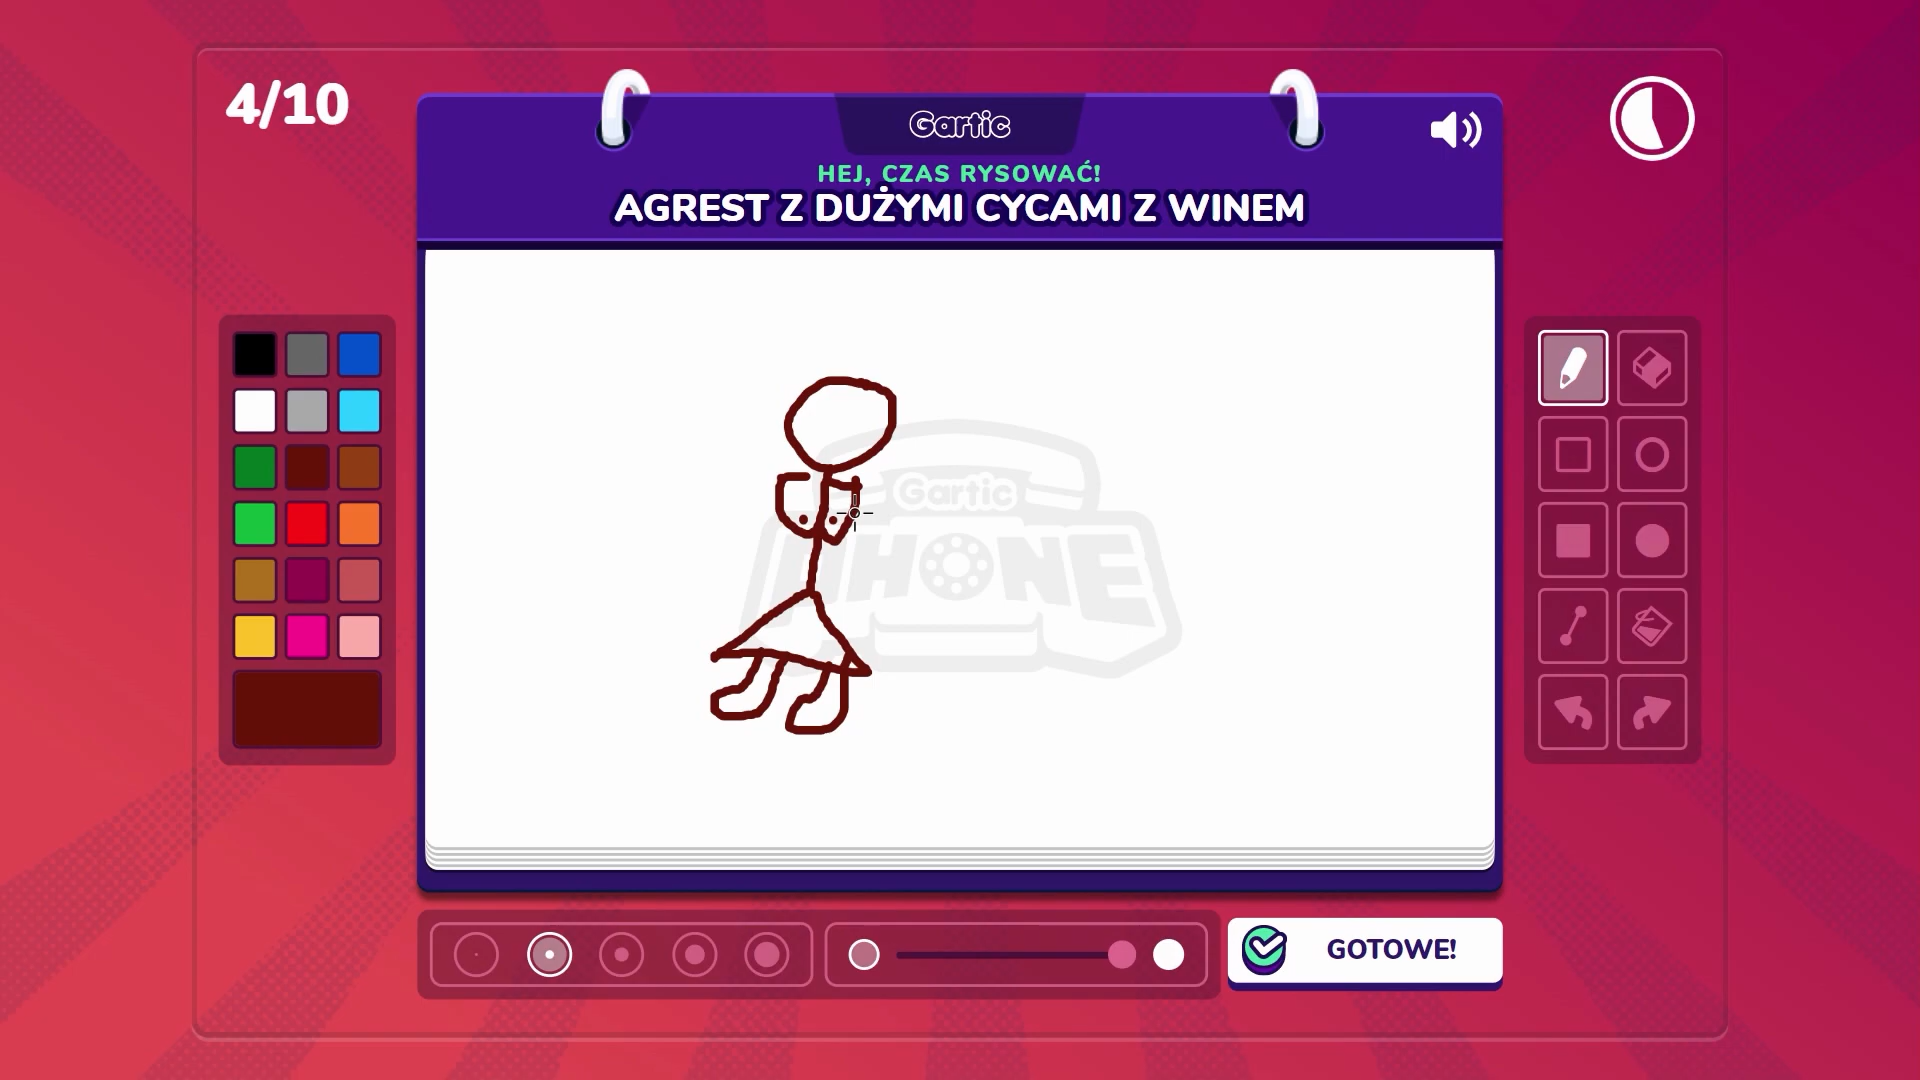 4/10
Gartic
HEJ, CZAS RYSOWAĆ!
AGREST Z DUŻYMI CYCAMI Z WINEM
Gartic
PHONE
GOTOWE!